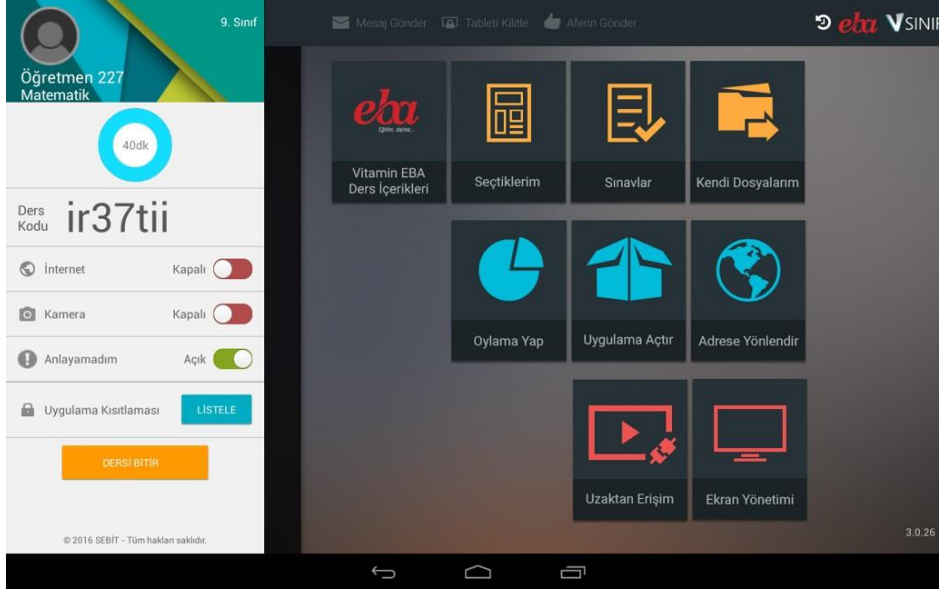 9. Sınıf
Öğretmen 227
Matematik
40dk
Ders
Kodu
ir37tii
İnternet Kapalı
Kamera Kapalı
Anlayamadım Açık
Uygulama Kısıtlaması LİSTELE
DERSİ BİTİR
© 2016 SEBİT - Tüm hakları saklıdır.
Mesaj Gönder Tableti Kilitle Aferin Gönder
eba VSINIF
eba
Eğitim, daima...
Vitamin EBA
Ders İçerikleri
Seçtiklerim
Sınavlar
Kendi Dosyalarım
Oylama Yap
Uygulama Açtır
Adrese Yönlendir
Uzaktan Erişim
Ekran Yönetimi
3.0.26